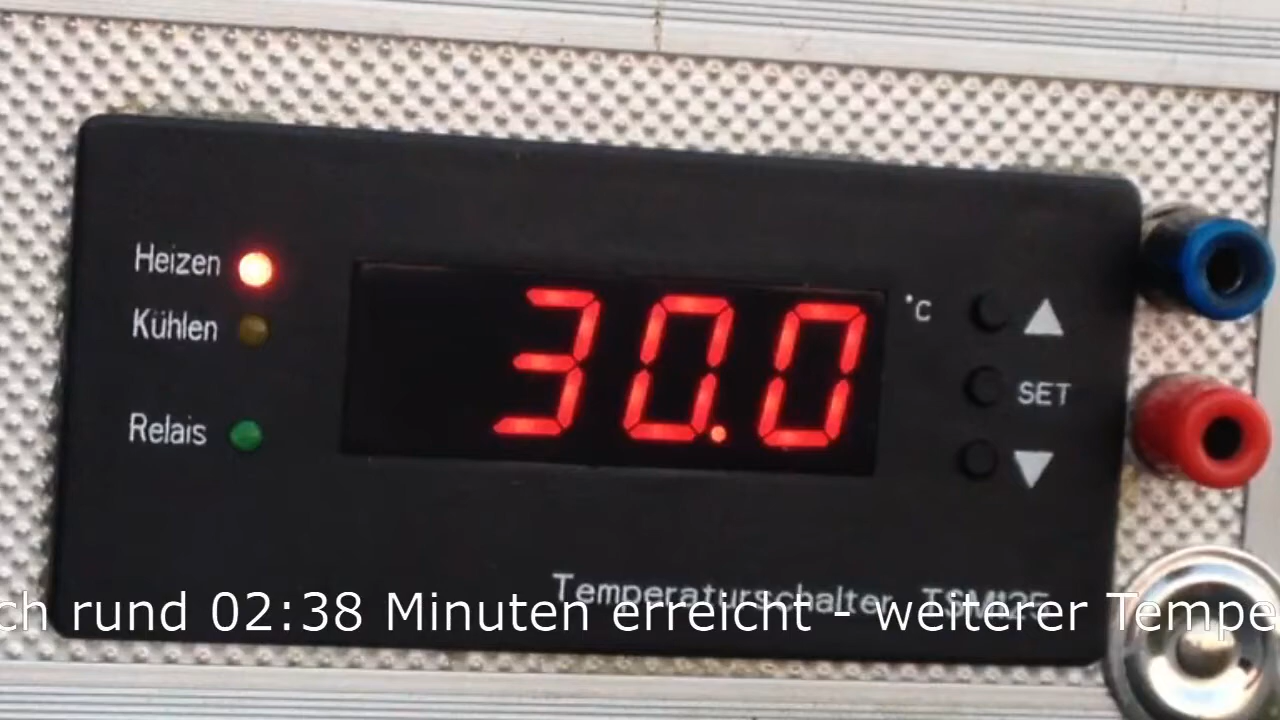 Heizen
Kühlen
Relais
30.0
°C
SET
Temperaturschalter
ch rund 02:38 Minuten erreicht - weiterer Tempe